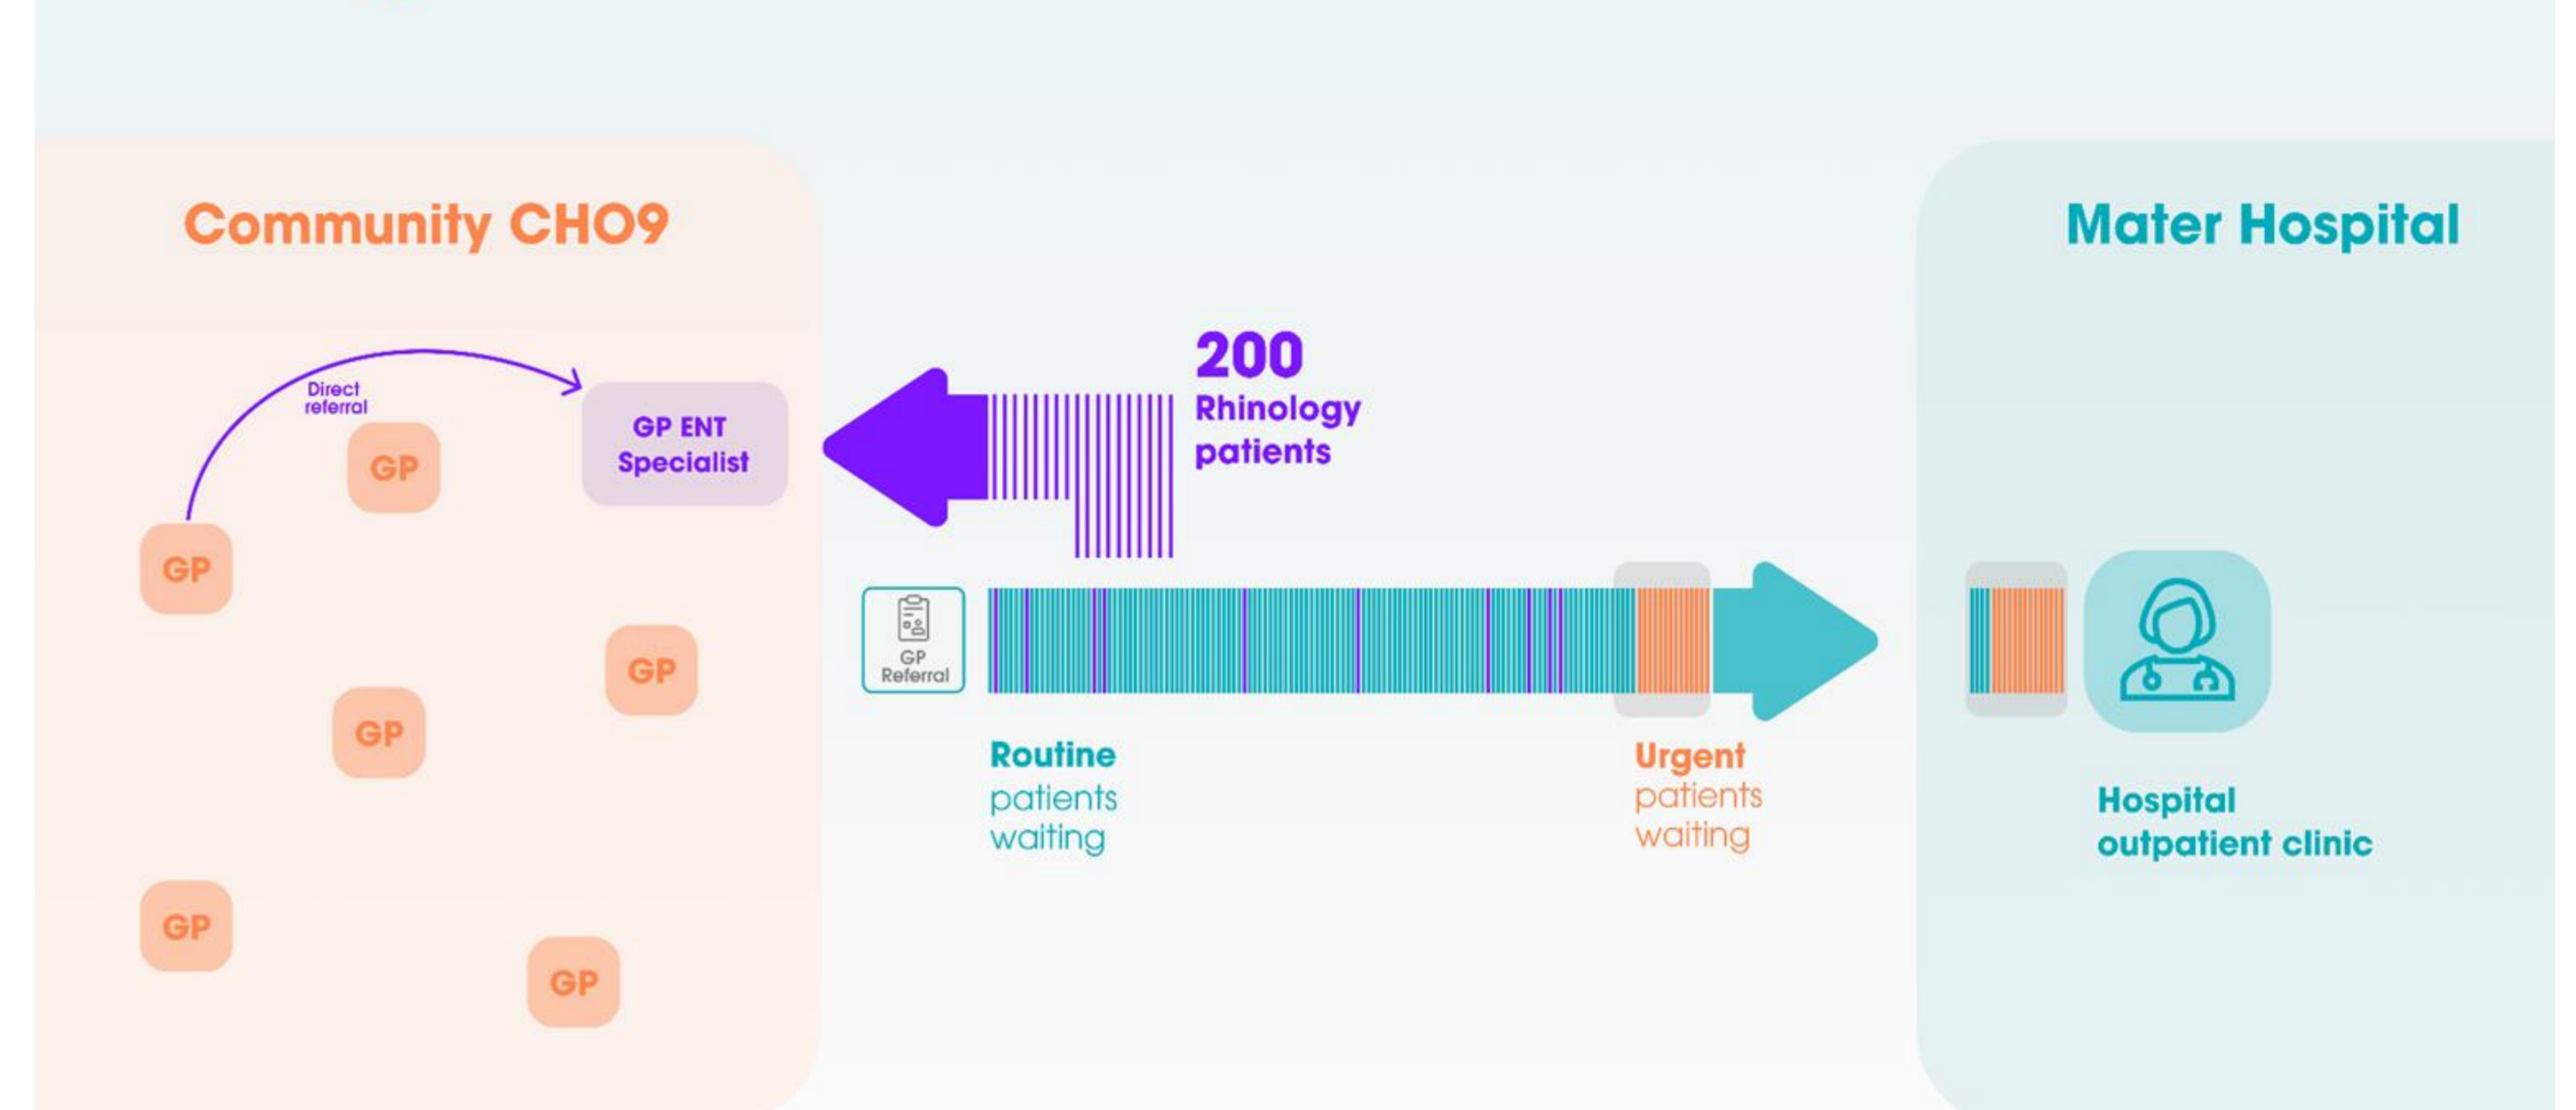 Community CHO9
Mater Hospital
Direct
referral
GP ENT
Specialist
GP
GP
GP
GP
GP
GP
200
Rhinology
patients
GP
Referral
Routine
patients
waiting
Urgent
patients
waiting
Hospital
outpatient clinic